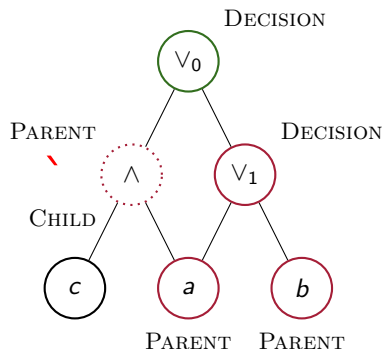 DECISION
∨0
PARENT DECISION
∧ ∨1
CHILD
c a b
PARENT PARENT